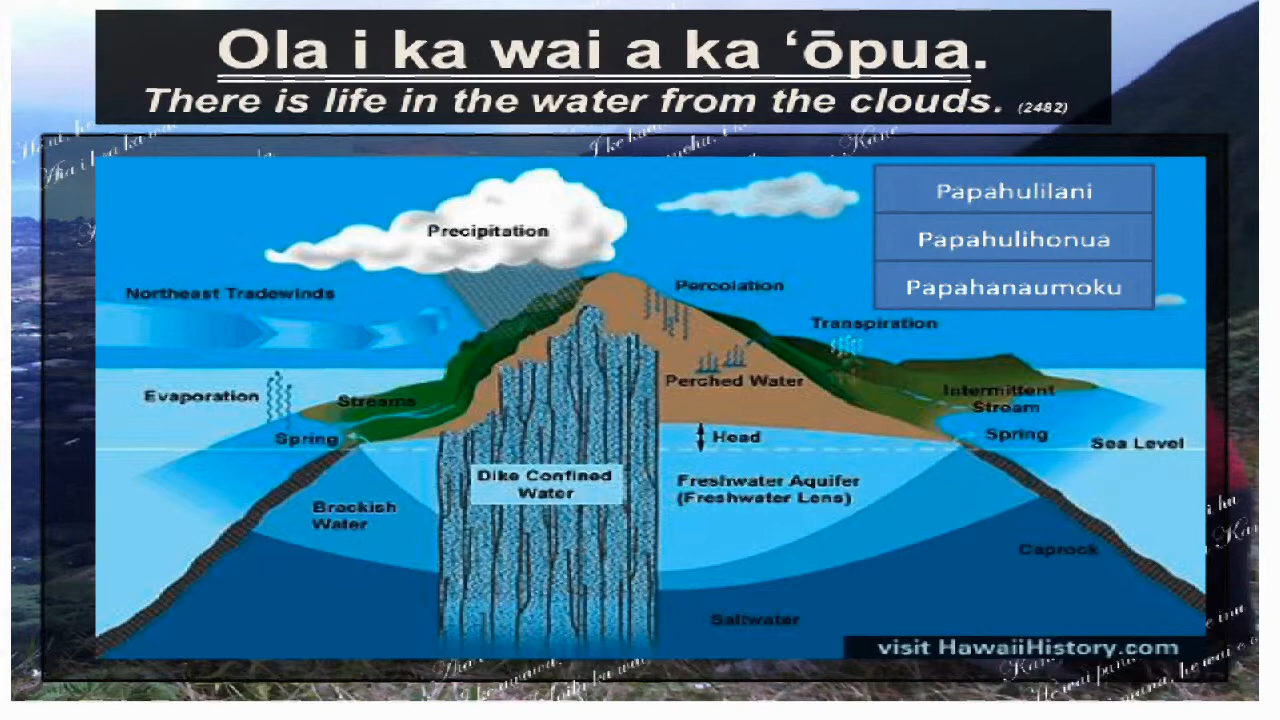 Ola i ka wai a ka ʻōpua.
There is life in the water from the clouds. (2482)
Papahulilani
Papahulihonua
Papahanaumoku
Precipitation
Northeast Tradewinds
Percolation
Transpiration
Evaporation
Streams
Perched Water
Intermittent
Stream
Spring
Head
Spring
Sea Level
Dike Confined
Water
Freshwater Aquifer
(Freshwater Lens)
Brackish
Water
Caprock
Saltwater
visit HawaiiHistory.com